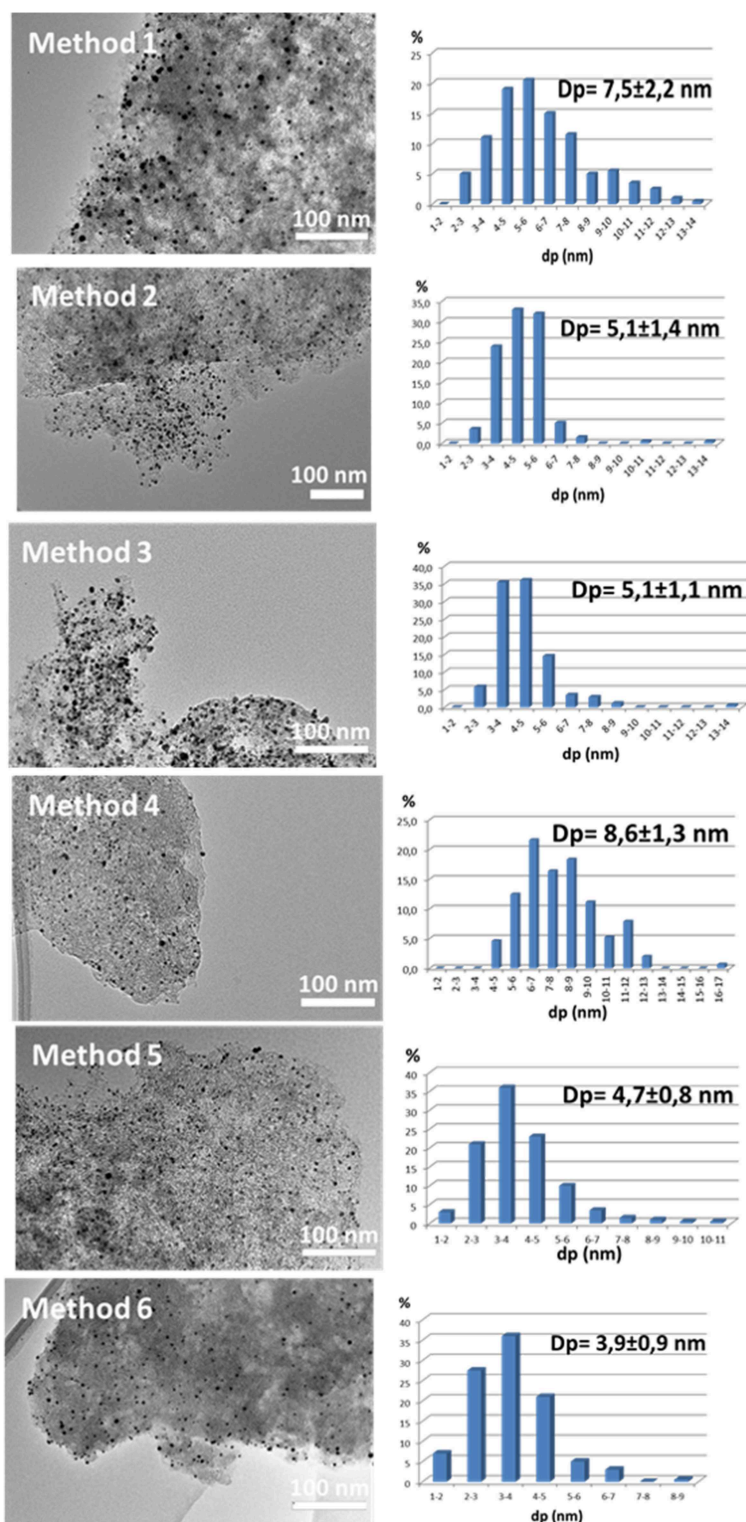 Method 1
100 nm
%
Dp= 7,5±2,2 nm
25
20
15
10
5
0
1-2 2-3 3-4 4-5 5-6 6-7 7-8 8-9 9-10 10-11 11-12 12-13 13-14
dp (nm)
Method 2
100 nm
%
Dp= 5,1±1,4 nm
35,0
30,0
25,0
20,0
15,0
10,0
5,0
0,0
1-2 2-3 3-4 4-5 5-6 6-7 7-8 8-9 9-10 10-11 11-12 12-13 13-14
dp (nm)
Method 3
100 nm
%
Dp= 5,1±1,1 nm
40,0
35,0
30,0
25,0
20,0
15,0
10,0
5,0
0,0
1-2 2-3 3-4 4-5 5-6 6-7 7-8 8-9 9-10 10-11 11-12 12-13 13-14
dp (nm)
Method 4
100 nm
%
Dp= 8,6±1,3 nm
25,0
20,0
15,0
10,0
5,0
0,0
1-2 2-3 3-4 4-5 5-6 6-7 7-8 8-9 9-10 10-11 11-12 12-13 13-14 14-15 15-16 16-17
dp (nm)
Method 5
100 nm
%
Dp= 4,7±0,8 nm
40
35
30
25
20
15
10
5
0
1-2 2-3 3-4 4-5 5-6 6-7 7-8 8-9 9-10 10-11
dp (nm)
Method 6
100 nm
%
Dp= 3,9±0,9 nm
40
35
30
25
20
15
10
5
0
1-2 2-3 3-4 4-5 5-6 6-7 7-8 8-9
dp (nm)